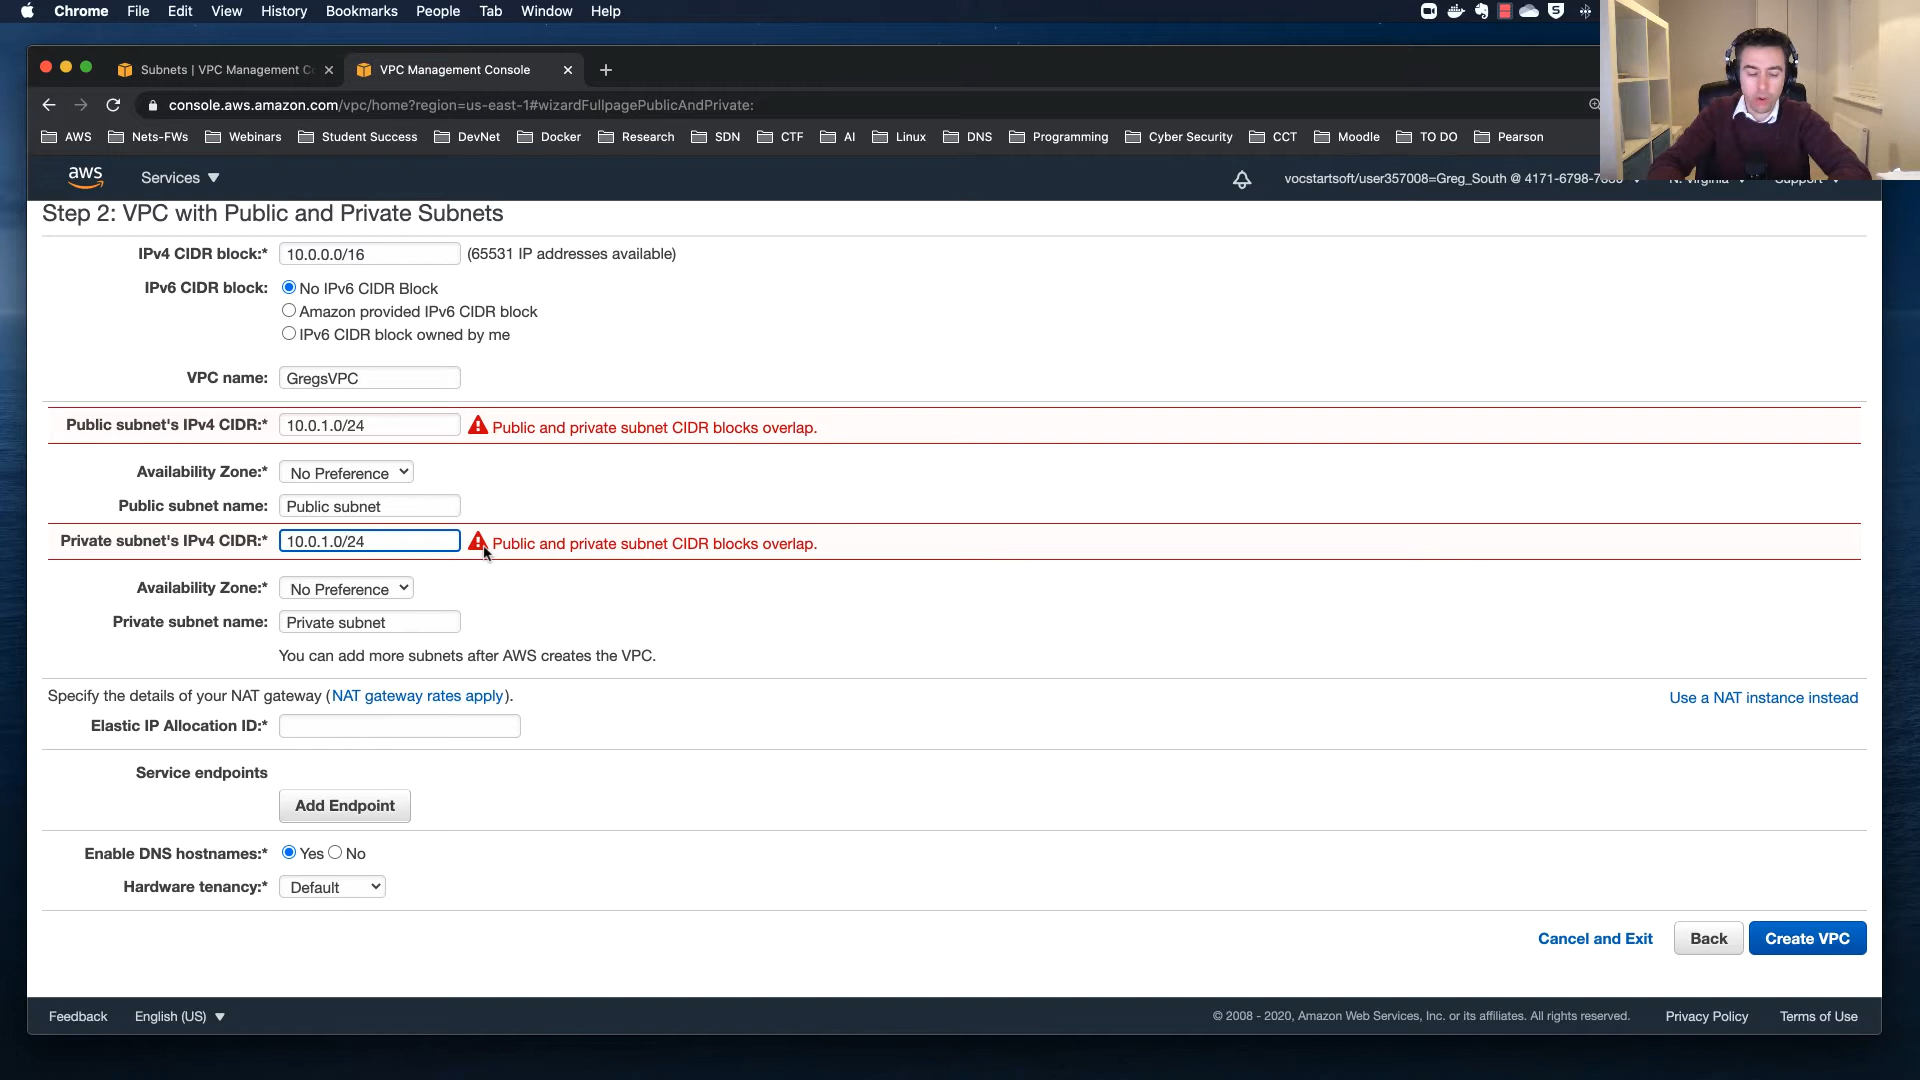 Chrome File Edit View History Bookmarks People Tab Window Help
Subnets | VPC Management C
VPC Management Console
console.aws.amazon.com/vpc/home?region=us-east-1#wizardFullpagePublicAndPrivate:
AWS Nets-FWs Webinars Student Success DevNet Docker Research SDN CTF AI Linux DNS Programming Cyber Security CCT Moodle TO DO Pearson
aws Services vocstartsoft/user357008=Greg_South @ 4171-6798- N. Virginia Support
Step 2: VPC with Public and Private Subnets
IPv4 CIDR block:* 10.0.0.0/16 (65531 IP addresses available)
IPv6 CIDR block: No IPv6 CIDR Block
Amazon provided IPv6 CIDR block
IPv6 CIDR block owned by me
VPC name: GregsVPC
Public subnet's IPv4 CIDR:* 10.0.1.0/24 Public and private subnet CIDR blocks overlap.
Availability Zone:* No Preference
Public subnet name: Public subnet
Private subnet's IPv4 CIDR:* 10.0.1.0/24 Public and private subnet CIDR blocks overlap.
Availability Zone:* No Preference
Private subnet name: Private subnet
You can add more subnets after AWS creates the VPC.
Specify the details of your NAT gateway (NAT gateway rates apply). Use a NAT instance instead
Elastic IP Allocation ID:*
Service endpoints
Add Endpoint
Enable DNS hostnames:* Yes No
Hardware tenancy:* Default
Cancel and Exit Back Create VPC
Feedback English (US) © 2008 - 2020, Amazon Web Services, Inc. or its affiliates. All rights reserved. Privacy Policy Terms of Use